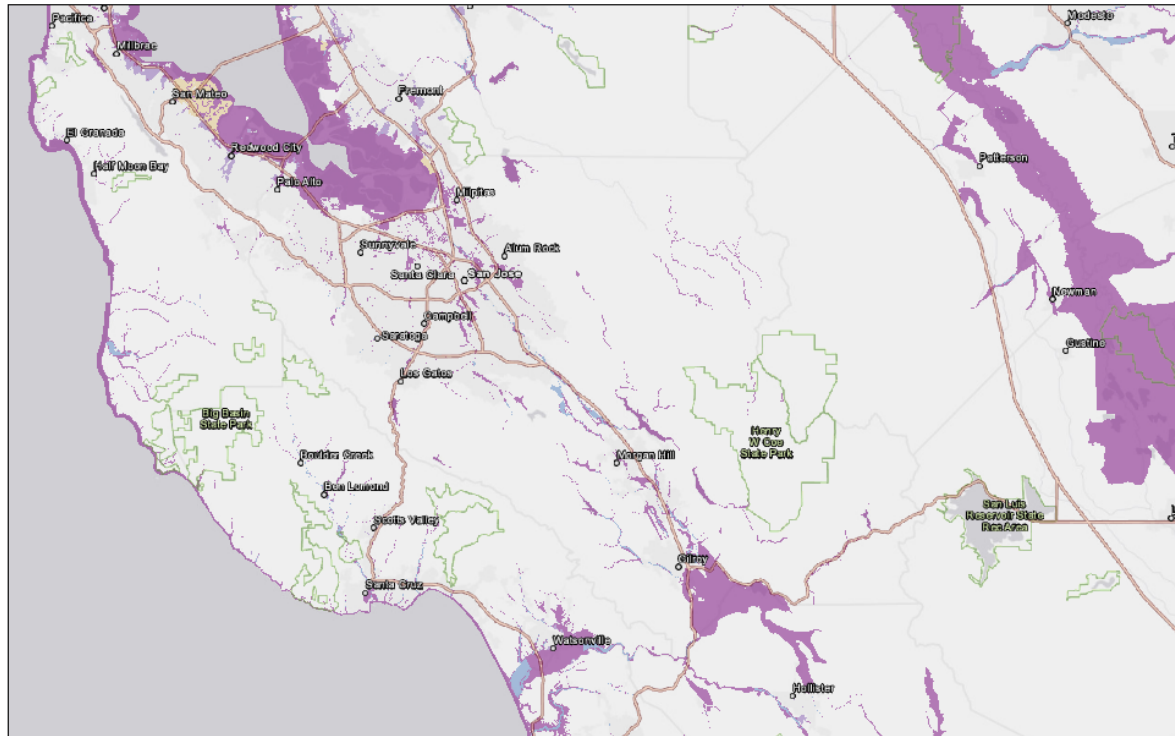 Pacifica
Modesto
Millbrae
San Mateo
Fremont
El Granada
Redwood City
Half Moon Bay
Palo Alto
Patterson
Milpitas
Sunnyvale
Alum Rock
Santa Clara
San Jose
Newman
Campbell
Saratoga
Gustine
Los Gatos
Big Basin
State Park
Henry
W Coe
State Park
Boulder Creek
Morgan Hill
Ben Lomond
San Luis
Reservoir State
Rec Area
Scotts Valley
Gilroy
Santa Cruz
Watsonville
Hollister